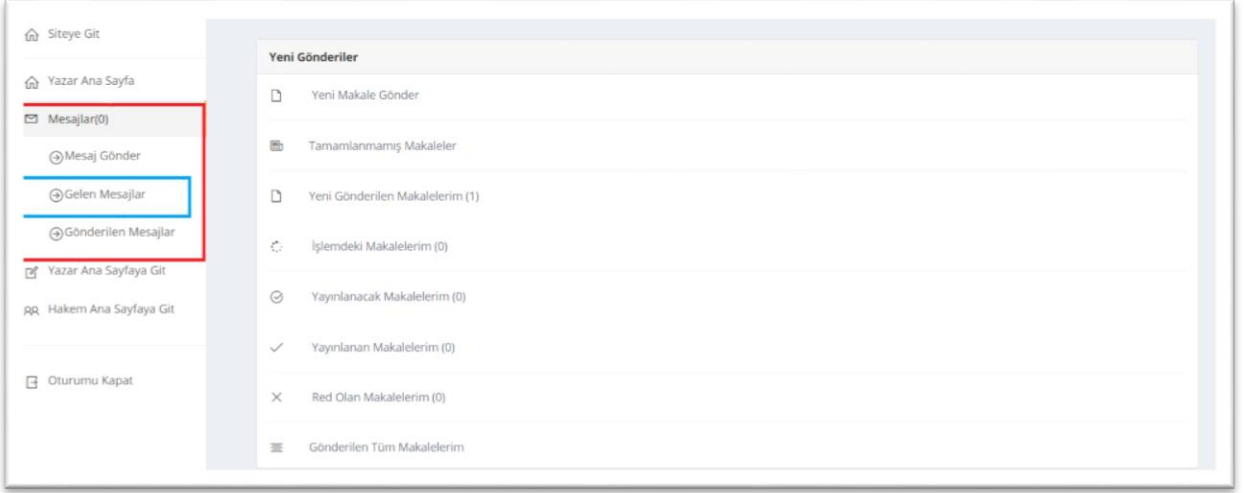 Siteye Git
Yazar Ana Sayfa
Mesajlar(0)
Mesaj Gönder
Gelen Mesajlar
Gönderilen Mesajlar
Yazar Ana Sayfaya Git
Hakem Ana Sayfaya Git
Oturumu Kapat
Yeni Gönderiler
Yeni Makale Gönder
Tamamlanmamış Makaleler
Yeni Gönderilen Makalelerim (1)
İşlemdeki Makalelerim (0)
Yayınlanacak Makalelerim (0)
Yayınlanan Makalelerim (0)
Red Olan Makalelerim (0)
Gönderilen Tüm Makalelerim